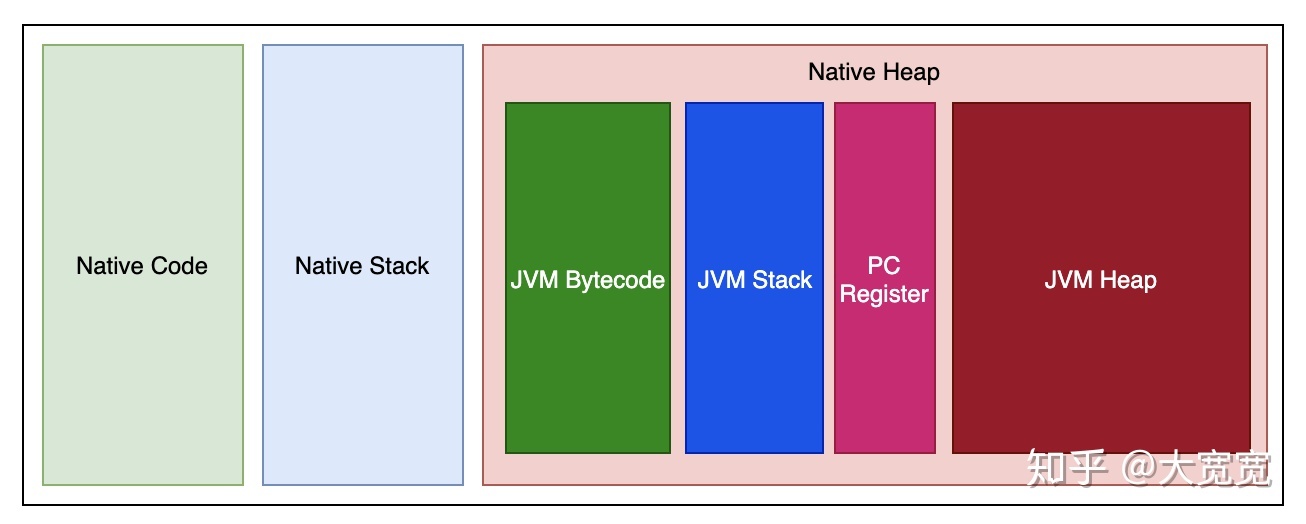 Native Heap
Native Code
Native Stack
JVM Bytecode
JVM Stack
PC
Register
JVM Heap
知乎 @大宽宽